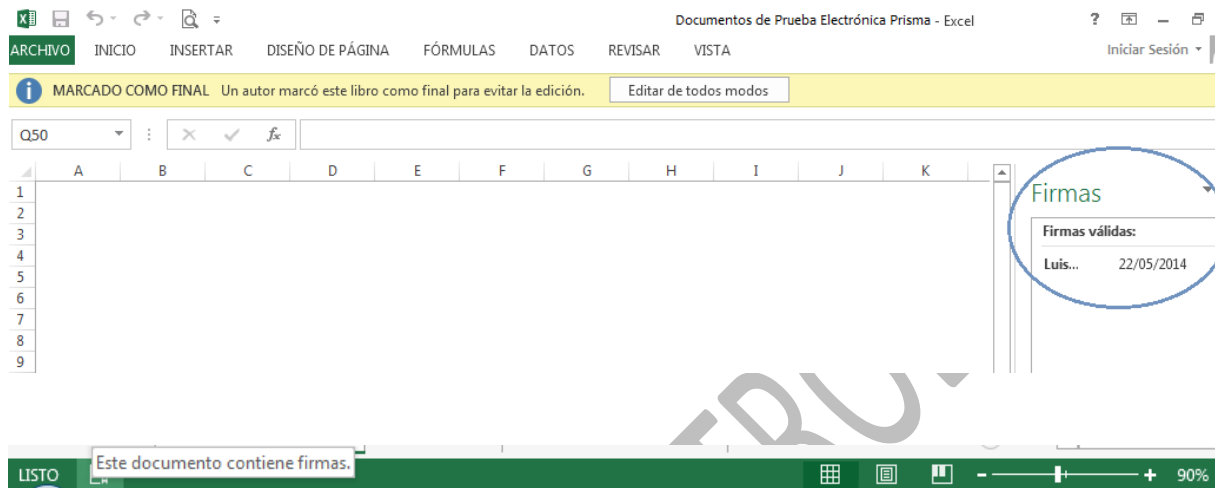 Documentos de Prueba Electrónica Prisma - Excel
ARCHIVO INICIO INSERTAR DISEÑO DE PÁGINA FÓRMULAS DATOS REVISAR VISTA Iniciar Sesión
MARCADO COMO FINAL Un autor marcó este libro como final para evitar la edición. Editar de todos modos
Q50 fx
A B C D E F G H I J K
1
2
3
4
5
6
7
8
9
Firmas
Firmas válidas:
Luis... 22/05/2014
Este documento contiene firmas.
LISTO 90%